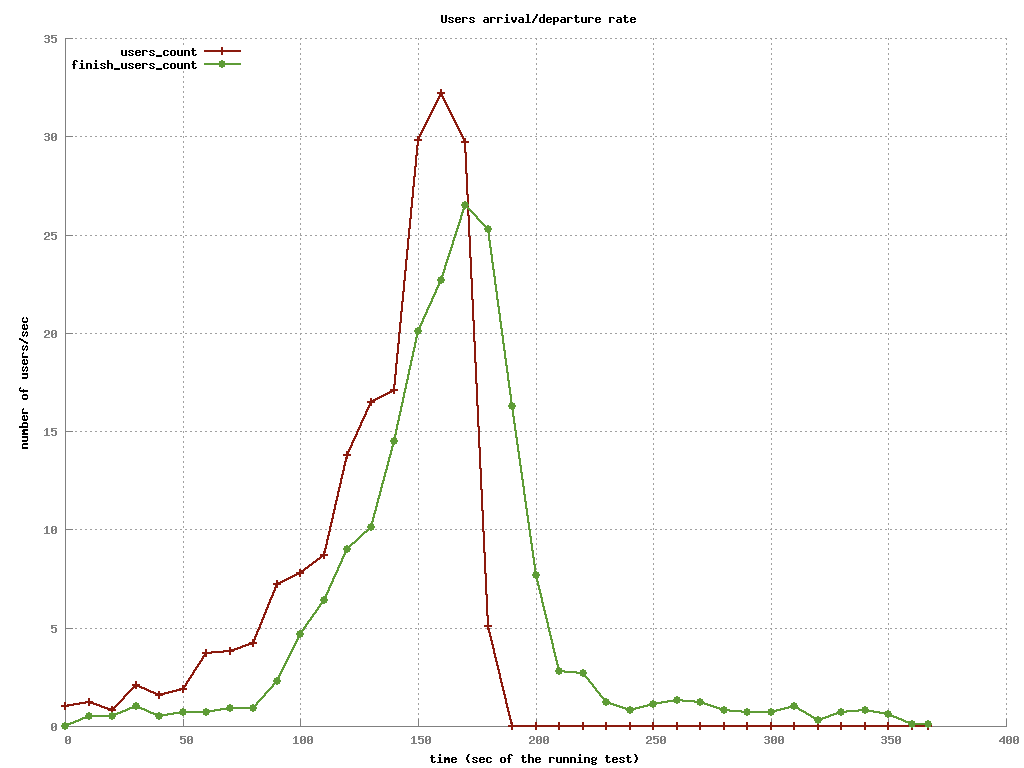 Users arrival/departure rate
users_count
finish_users_count
35
30
25
20
15
10
5
0
number of users/sec
0 50 100 150 200 250 300 350 400
time (sec of the running test)